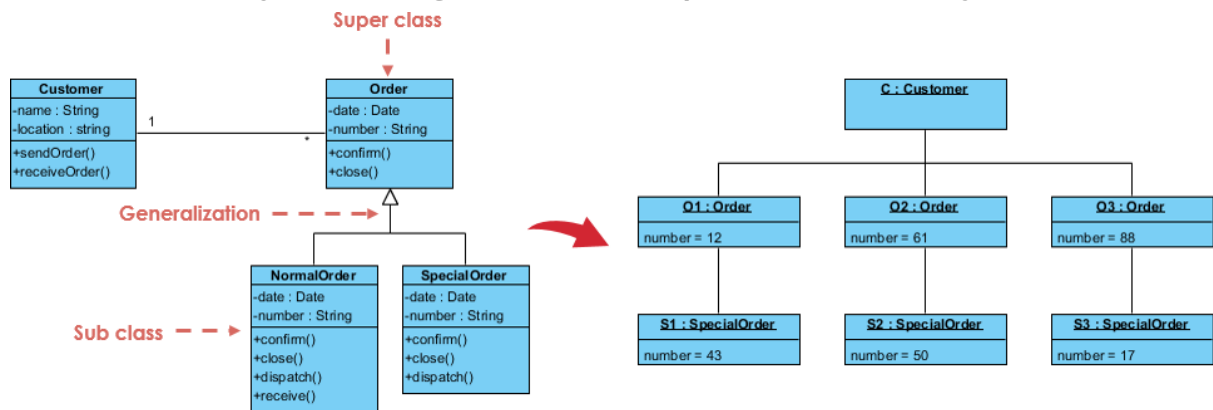 Super class
Customer
-name : String
-location : string
+sendOrder()
+receiveOrder()
1
*
Order
-date : Date
-number : String
+confirm()
+close()
Generalization
NormalOrder
-date : Date
-number : String
+confirm()
+close()
+dispatch()
+receive()
SpecialOrder
-date : Date
-number : String
+confirm()
+close()
+dispatch()
Sub class
C : Customer
O1 : Order
number = 12
O2 : Order
number = 61
O3 : Order
number = 88
S1 : SpecialOrder
number = 43
S2 : SpecialOrder
number = 50
S3 : SpecialOrder
number = 17